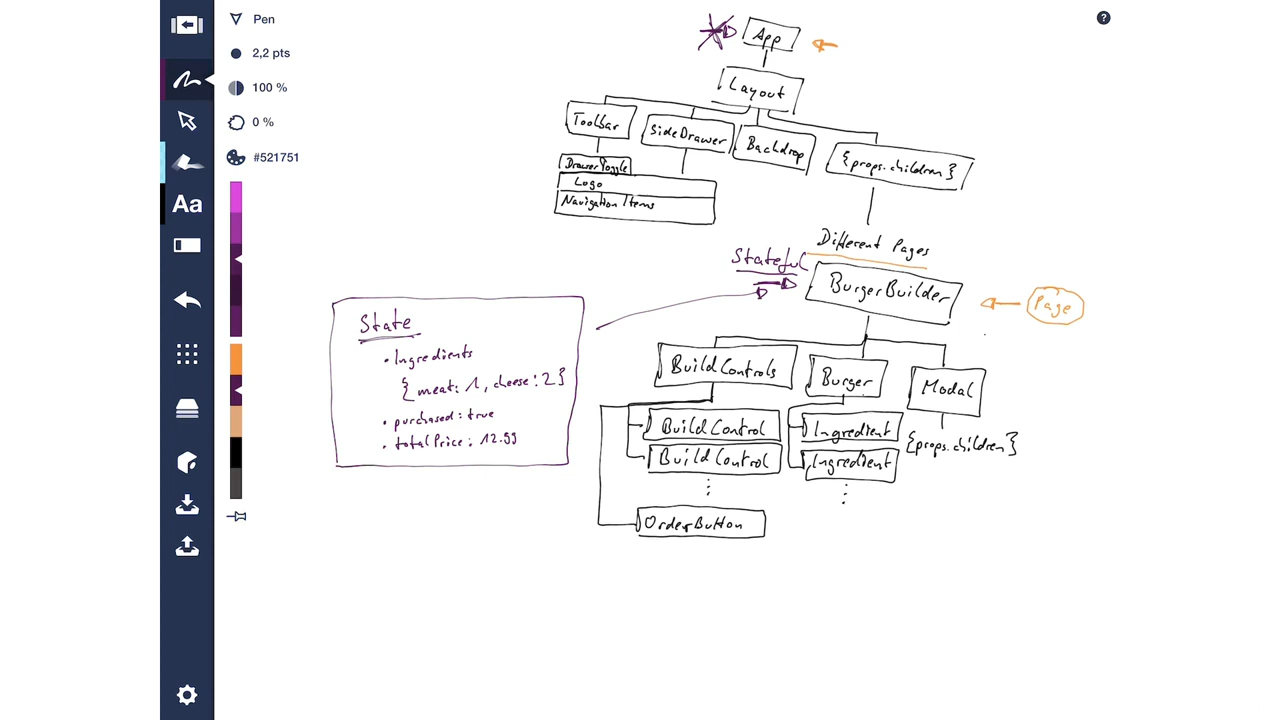 Pen
2,2 pts
100 %
0 %
#521751
Aa
?
App
Layout
Toolbar
SideDrawer
Backdrop
{props.children}
DrawerToggle
Logo
Navigation Items
Different Pages
Stateful
BurgerBuilder
Page
State
• Ingredients
{meat: 1, cheese: 2}
• purchased: true
• totalPrice: 12.99
BuildControls
Burger
Modal
BuildControl
BuildControl
⋮
OrderButton
Ingredient
Ingredient
⋮
{props.children}